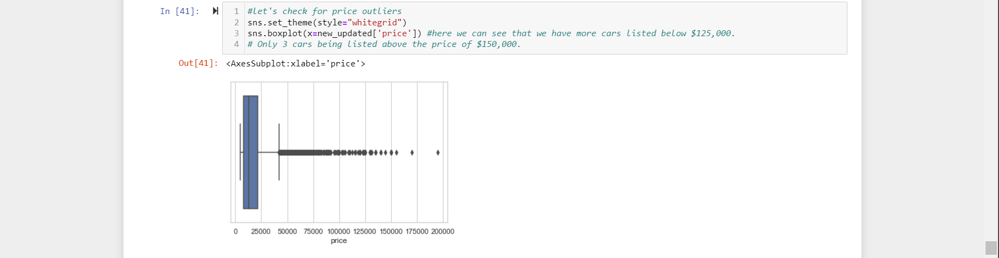 In [41]:
1 #let's check for price outliers
2 sns.set_theme(style="whitegrid")
3 sns.boxplot(x=new_updated['price']) #here we can see that we have more cars listed below $125,000.
4 # Only 3 cars being listed above the price of $150,000.
Out[41]: <AxesSubplot:xlabel='price'>
0 25000 50000 75000 100000 125000 150000 175000 200000
price